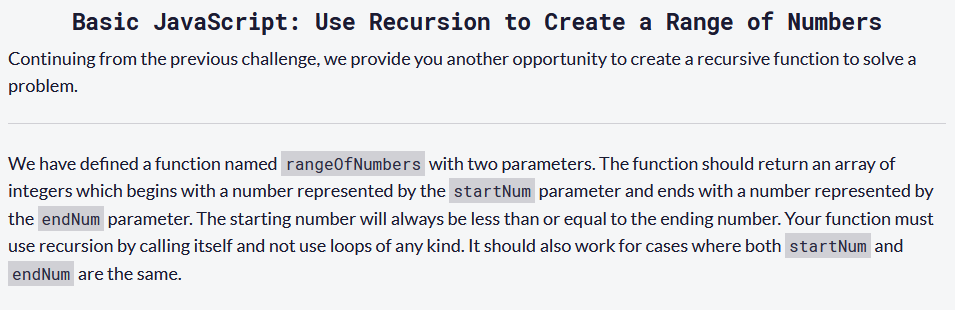 Basic JavaScript: Use Recursion to Create a Range of Numbers
Continuing from the previous challenge, we provide you another opportunity to create a recursive function to solve a
problem.
We have defined a function named rangeOfNumbers with two parameters. The function should return an array of
integers which begins with a number represented by the startNum parameter and ends with a number represented by
the endNum parameter. The starting number will always be less than or equal to the ending number. Your function must
use recursion by calling itself and not use loops of any kind. It should also work for cases where both startNum and
endNum are the same.